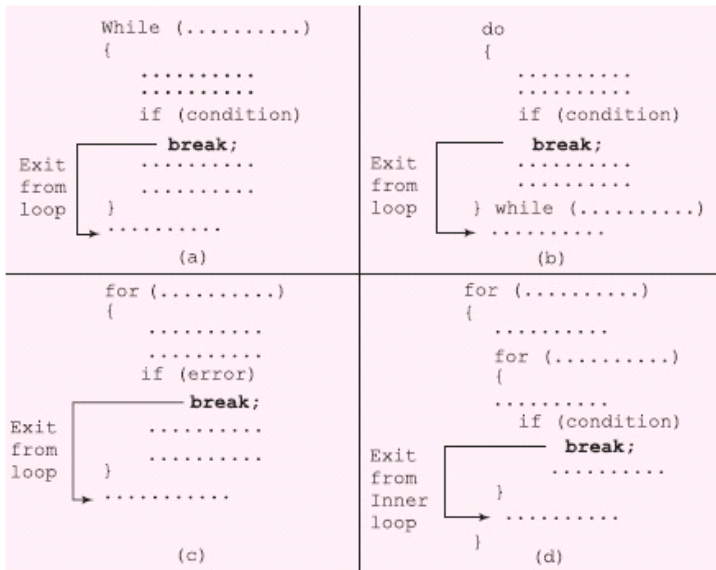 While (..........)
{
..........
..........
if (condition)
break;
Exit
from
loop
..........
..........
}
..........
(a)
do
{
..........
..........
if (condition)
break;
Exit
from
loop
..........
..........
} while (..........)
..........
(b)
for (..........)
{
..........
..........
if (error)
break;
Exit
from
loop
..........
..........
}
...........
(c)
for (..........)
{
..........
for (..........)
{
..........
if (condition)
break;
Exit
from
Inner
loop
..........
}
..........
}
(d)